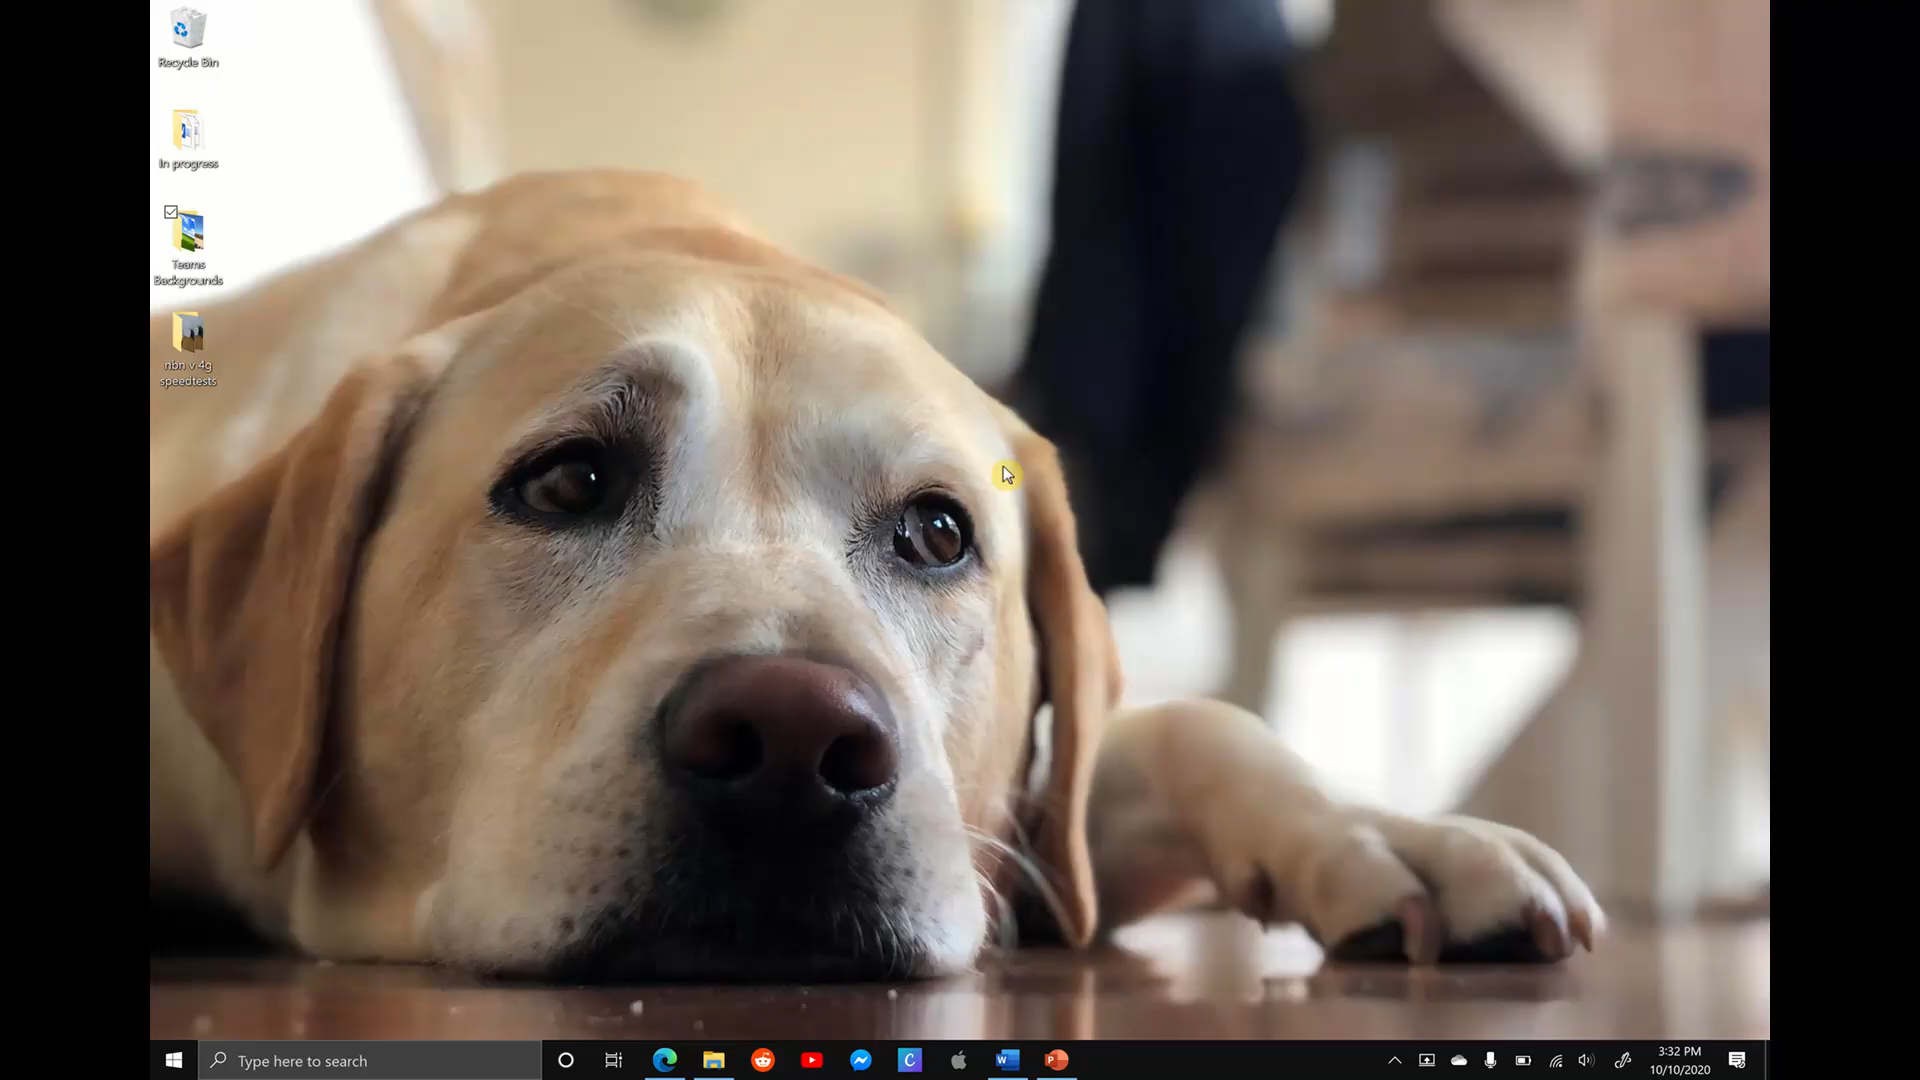 Recycle Bin
In progress
Teams
Backgrounds
nbn v 4g
speedtests
Type here to search
3:32 PM
10/10/2020